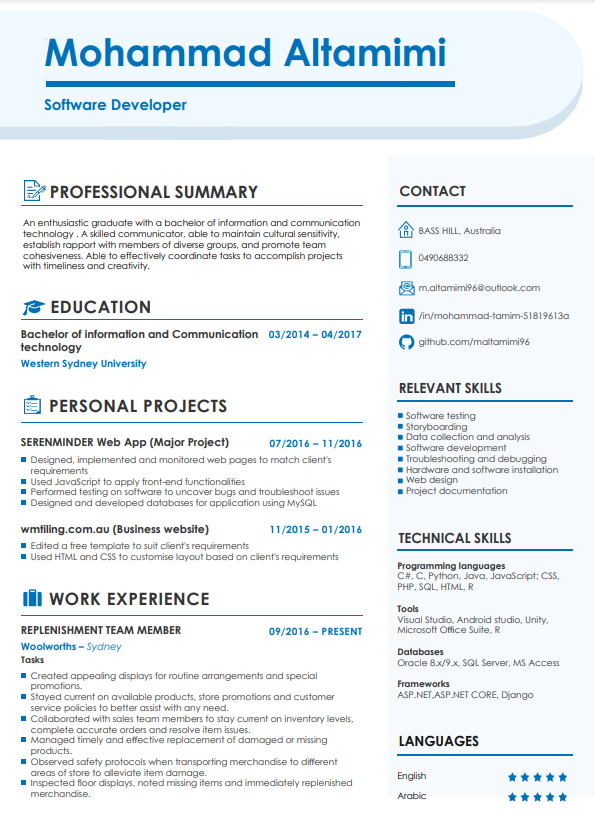 Mohammad Altamimi
Software Developer
PROFESSIONAL SUMMARY
An enthusiastic graduate with a bachelor of information and communication
technology . A skilled communicator, able to maintain cultural sensitivity,
establish rapport with members of diverse groups, and promote team
cohesiveness. Able to effectively coordinate tasks to accomplish projects
with timeliness and creativity.
EDUCATION
Bachelor of information and Communication 03/2014 – 04/2017
technology
Western Sydney University
PERSONAL PROJECTS
SERENMINDER Web App (Major Project) 07/2016 – 11/2016
Designed, implemented and monitored web pages to match client's
requirements
Used JavaScript to apply front-end functionalities
Performed testing on software to uncover bugs and troubleshoot issues
Designed and developed databases for application using MySQL
wmtiling.com.au (Business website) 11/2015 – 01/2016
Edited a free template to suit client's requirements
Used HTML and CSS to customise layout based on client's requirements
WORK EXPERIENCE
REPLENISHMENT TEAM MEMBER 09/2016 – PRESENT
Woolworths – Sydney
Tasks
Created appealing displays for routine arrangements and special
promotions.
Stayed current on available products, store promotions and customer
service policies to better assist with any need.
Collaborated with sales team members to stay current on inventory levels,
complete accurate orders and resolve item issues.
Managed timely and effective replacement of damaged or missing
products.
Observed safety protocols when transporting merchandise to different
areas of store to alleviate item damage.
Inspected floor displays, noted missing items and immediately replenished
merchandise.
CONTACT
BASS HILL, Australia
0490688332
m.altamimi96@outlook.com
/in/mohammad-tamim-51819613a
github.com/maltamimi96
RELEVANT SKILLS
Software testing
Storyboarding
Data collection and analysis
Software development
Troubleshooting and debugging
Hardware and software installation
Web design
Project documentation
TECHNICAL SKILLS
Programming languages
C#, C, Python, Java, JavaScript; CSS,
PHP, SQL, HTML, R
Tools
Visual Studio, Android studio, Unity,
Microsoft Office Suite, R
Databases
Oracle 8.x/9.x, SQL Server, MS Access
Frameworks
ASP.NET,ASP.NET CORE, Django
LANGUAGES
English
Arabic